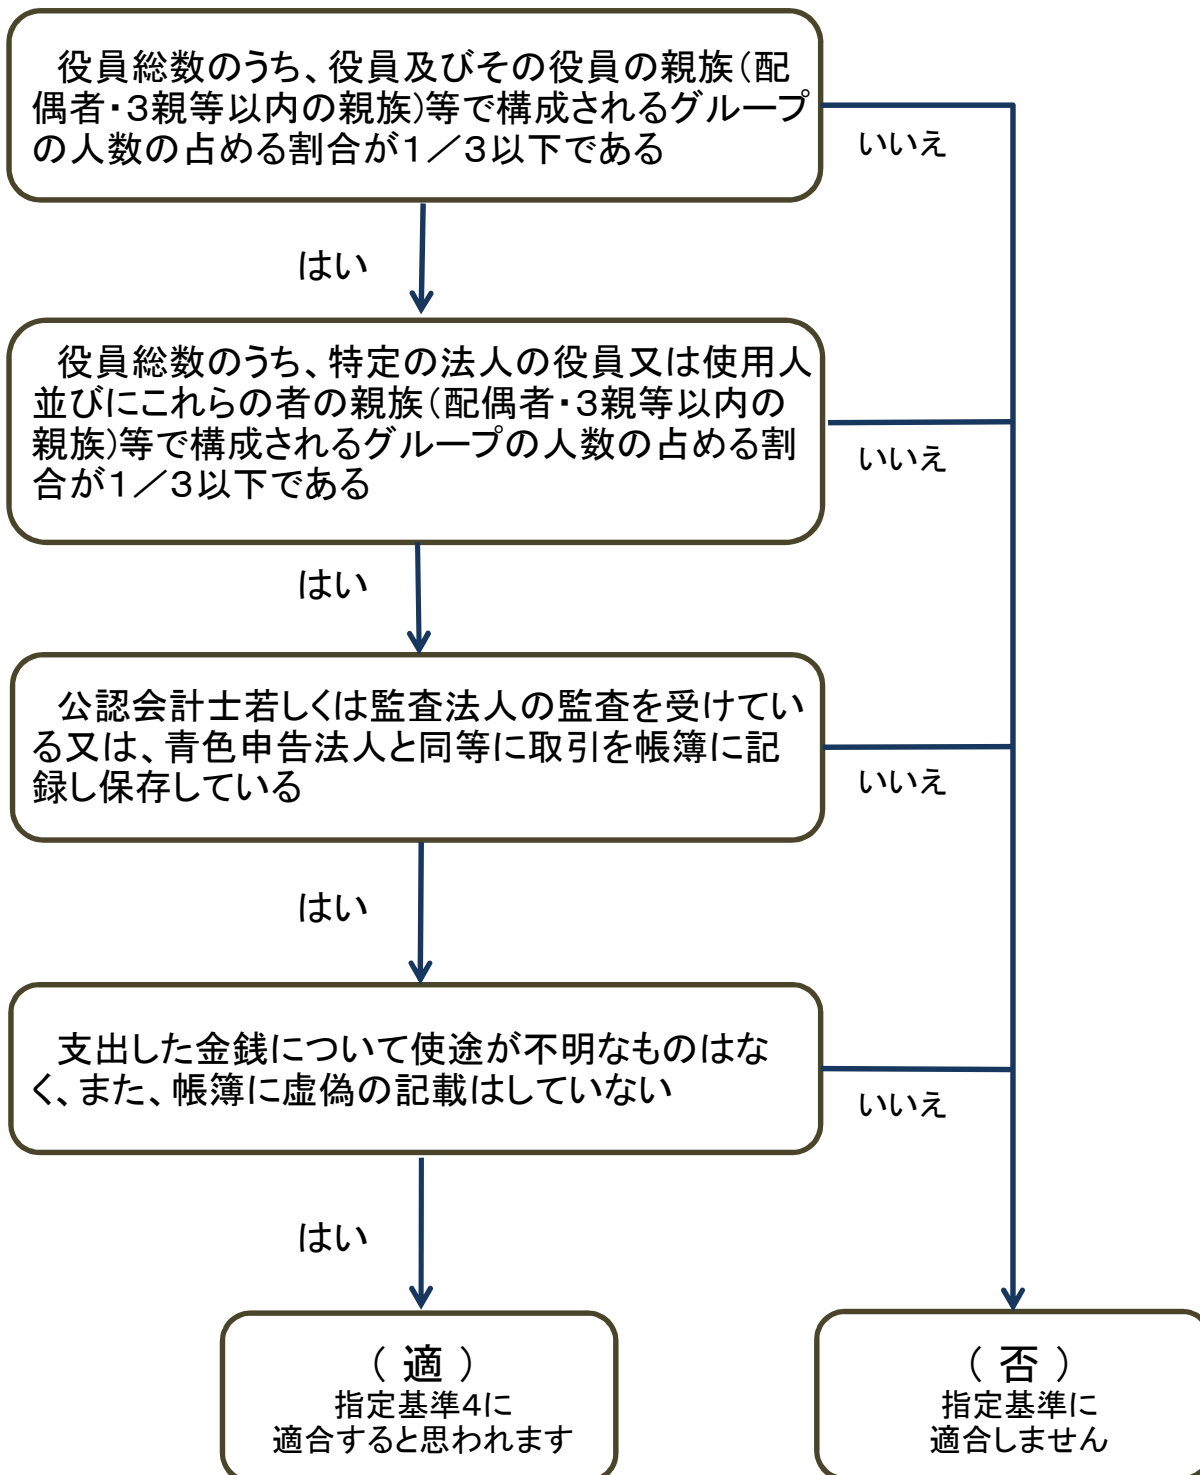 役員総数のうち、役員及びその役員の親族（配
偶者・３親等以内の親族）等で構成されるグループ
の人数の占める割合が１／３以下である
いいえ
はい
役員総数のうち、特定の法人の役員又は使用人
並びにこれらの者の親族（配偶者・３親等以内の
親族）等で構成されるグループの人数の占める割
合が１／３以下である
いいえ
はい
公認会計士若しくは監査法人の監査を受けてい
る又は、青色申告法人と同等に取引を帳簿に記
録し保存している
いいえ
はい
支出した金銭について使途が不明なものはな
く、また、帳簿に虚偽の記載はしていない
いいえ
はい
（ 適 ）
指定基準４に
適合すると思われます
（ 否 ）
指定基準に
適合しません